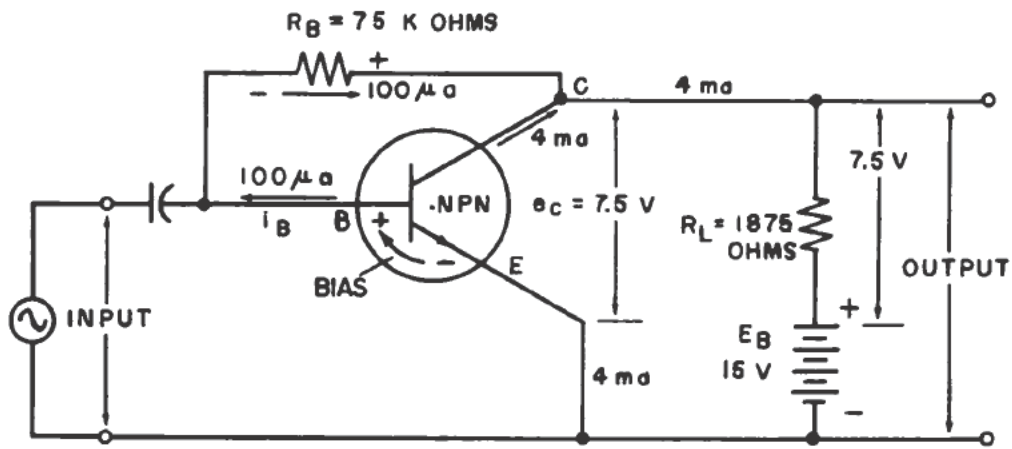 R_B = 75 K OHMS
+
-
100 μa
C
4 ma
4 ma
7.5 V
100 μa
i_B
B
+
.NPN
-
e_C = 7.5 V
R_L = 1875
OHMS
E
BIAS
OUTPUT
INPUT
+
E_B
15 V
4 ma
-